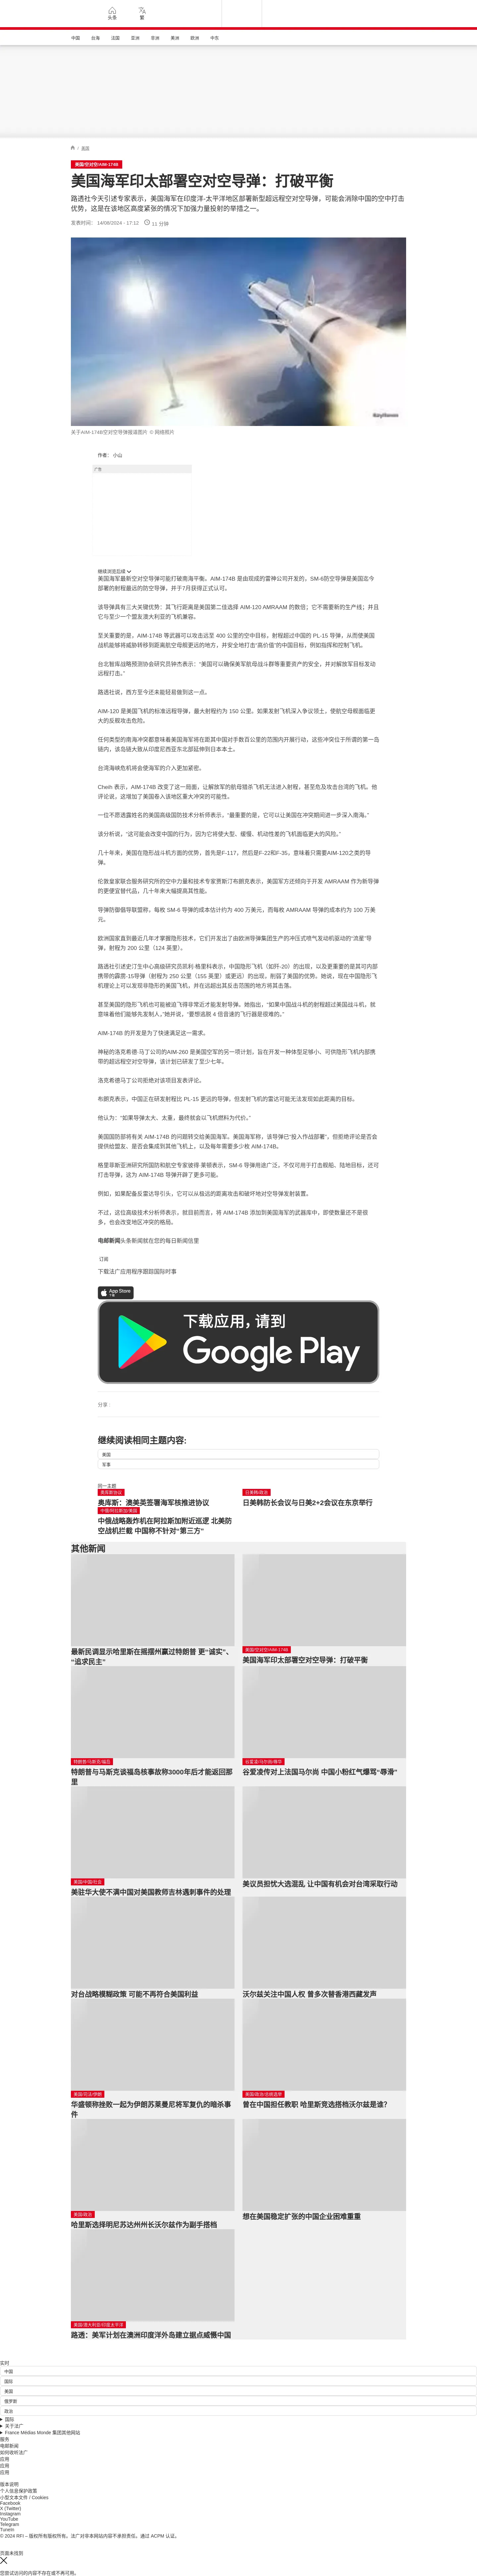 头条
繁
中国
台海
法国
亚洲
非洲
美洲
欧洲
中东
美国
美国/空对空/AIM-174B
美国海军印太部署空对空导弹：打破平衡
路透社今天引述专家表示，美国海军在印度洋-太平洋地区部署新型超远程空对空导弹，可能会消除中国的空中打击优势，这是在该地区高度紧张的情况下加强力量投射的举措之一。
发表时间： 14/08/2024 - 17:12
11 分钟
Raytheon
关于AIM-174B空对空导弹报道图片 © 网络照片
作者： 小山
广告
继续浏览后续
美国海军最新空对空导弹可能打破南海平衡。AIM-174B 是由现成的雷神公司开发的，SM-6防空导弹是美国迄今部署的射程最远的防空导弹，并于7月获得正式认可。
该导弹具有三大关键优势：其飞行距离是美国第二佳选择 AIM-120 AMRAAM 的数倍；它不需要新的生产线；并且它与至少一个盟友澳大利亚的飞机兼容。
至关重要的是，AIM-174B 等武器可以攻击远至 400 公里的空中目标，射程超过中国的 PL-15 导弹，从而使美国战机能够将威胁转移到距离航空母舰更远的地方，并安全地打击“高价值”的中国目标，例如指挥和控制飞机。
台北智库战略预测协会研究员钟杰表示：“美国可以确保美军航母战斗群等重要资产的安全，并对解放军目标发动远程打击。”
路透社说，西方至今还未能轻易做到这一点。
AIM-120 是美国飞机的标准远程导弹，最大射程约为 150 公里，如果发射飞机深入争议领土，使航空母舰面临更大的反舰攻击危险。
任何类型的南海冲突都意味着美国海军将在距其中国对手数百公里的范围内开展行动，这些冲突位于所谓的第一岛链内，该岛链大致从印度尼西亚东北部延伸到日本本土。
台湾海峡危机将会使海军的介入更加紧密。
Chieh 表示，AIM-174B 改变了这一局面，让解放军的航母猎杀飞机无法进入射程，甚至危及攻击台湾的飞机。他评论说，这增加了美国卷入该地区重大冲突的可能性。
一位不愿透露姓名的美国高级国防技术分析师表示，“最重要的是，它可以让美国在冲突期间进一步深入南海。”
该分析说，“这可能会改变中国的行为，因为它将使大型、缓慢、机动性差的飞机面临更大的风险。”
几十年来，美国在隐形战斗机方面的优势，首先是F-117，然后是F-22和F-35，意味着只需要AIM-120之类的导弹。
伦敦皇家联合服务研究所的空中力量和技术专家贾斯汀布朗克表示，美国军方还倾向于开发 AMRAAM 作为新导弹的更便宜替代品，几十年来大幅提高其性能。
导弹防御倡导联盟称，每枚 SM-6 导弹的成本估计约为 400 万美元，而每枚 AMRAAM 导弹的成本约为 100 万美元。
欧洲国家直到最近几年才掌握隐形技术，它们开发出了由欧洲导弹集团生产的冲压式喷气发动机驱动的“流星”导弹，射程为 200 公里（124 英里）。
路透社引述史汀生中心高级研究员凯利·格里科表示，中国隐形飞机（如歼-20）的出现，以及更重要的是其可内部携带的霹雳-15导弹（射程为 250 公里（155 英里）或更远）的出现，削弱了美国的优势。她说，现在中国隐形飞机理论上可以发现非隐形的美国飞机，并在远超出其反击范围的地方将其击落。
甚至美国的隐形飞机也可能被迫飞得非常近才能发射导弹。她指出，“如果中国战斗机的射程超过美国战斗机，就意味着他们能够先发制人，”她并说，“要想逃脱 4 倍音速的飞行器是很难的。”
AIM-174B 的开发是为了快速满足这一需求。
神秘的洛克希德·马丁公司的AIM-260 是美国空军的另一项计划，旨在开发一种体型足够小、可供隐形飞机内部携带的超远程空对空导弹，该计划已研发了至少七年。
洛克希德马丁公司拒绝对该项目发表评论。
布朗克表示，中国正在研发射程比 PL-15 更远的导弹，但发射飞机的雷达可能无法发现如此距离的目标。
他认为：“如果导弹太大、太重，最终就会以飞机燃料为代价。”
美国国防部将有关 AIM-174B 的问题转交给美国海军。美国海军称，该导弹已“投入作战部署”，但拒绝评论是否会提供给盟友、是否会集成到其他飞机上，以及每年需要多少枚 AIM-174B。
格里菲斯亚洲研究所国防和航空专家彼得·莱顿表示，SM-6 导弹用途广泛，不仅可用于打击舰船、陆地目标，还可打击导弹，这为 AIM-174B 导弹开辟了更多可能。
例如，如果配备反雷达导引头，它可以从极远的距离攻击和破坏地对空导弹发射装置。
不过，这位高级技术分析师表示，就目前而言，将 AIM-174B 添加到美国海军的武器库中，即使数量还不是很多，也会改变地区冲突的格局。
电邮新闻头条新闻就在您的每日新闻信里
订阅
下载法广应用程序跟踪国际时事
App Store
下载
下载应用，请到
Google Play
分享 :
继续阅读相同主题内容:
美国
军事
同一主题
奥库斯协议
奥库斯：澳美英签署海军核推进协议
日美韩/政治
日美韩防长会议与日美2+2会议在东京举行
中俄/阿拉斯加/美国
中俄战略轰炸机在阿拉斯加附近巡逻 北美防空战机拦截 中国称不针对“第三方”
其他新闻
最新民调显示哈里斯在摇摆州赢过特朗普 更“诚实”、“追求民主”
美国/空对空/AIM-174B
美国海军印太部署空对空导弹：打破平衡
特朗普/马斯克/福岛
特朗普与马斯克谈福岛核事故称3000年后才能返回那里
谷爱凌/马尔尚/辱华
谷爱凌传对上法国马尔尚 中国小粉红气爆骂“辱滑”
美国/中国/社会
美驻华大使不满中国对美国教师吉林遇刺事件的处理
美议员担忧大选混乱 让中国有机会对台湾采取行动
对台战略模糊政策 可能不再符合美国利益
沃尔兹关注中国人权 曾多次替香港西藏发声
美国/司法/伊朗
华盛顿称挫败一起为伊朗苏莱曼尼将军复仇的暗杀事件
美国/政治/总统选举
曾在中国担任教职 哈里斯竞选搭档沃尔兹是谁?
美国/政治
哈里斯选择明尼苏达州州长沃尔兹作为副手搭档
想在美国稳定扩张的中国企业困难重重
美国/澳大利亚/印度太平洋
路透：美军计划在澳洲印度洋外岛建立据点威慑中国
实时
中国
国际
美国
俄罗斯
政治
国际
关于法广
France Médias Monde 集团其他网站
服务
电邮新闻
如何收听法广
应用
应用
应用
版本说明
个人信息保护政策
小型文本文件 / Cookies
Facebook
X (Twitter)
Instagram
YouTube
Telegram
TuneIn
© 2024 RFI – 版权所有版权所有。法广对非本网站内容不承担责任。通过 ACPM 认证。
页面未找到
您尝试访问的内容不存在或不再可用。